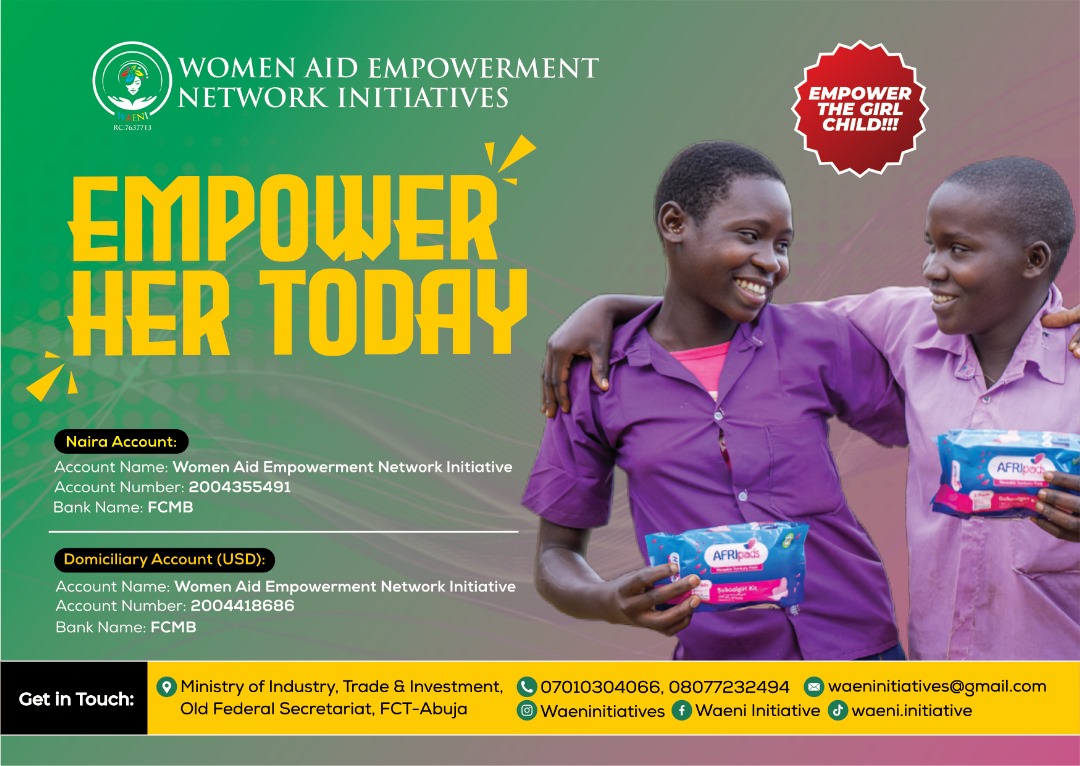 WAENI
RC:7637713
WOMEN AID EMPOWERMENT
NETWORK INITIATIVES
EMPOWER
THE GIRL
CHILD!!!
EMPOWER
HER TODAY
Naira Account:
Account Name: Women Aid Empowerment Network Initiative
Account Number: 2004355491
Bank Name: FCMB
Domiciliary Account (USD):
Account Name: Women Aid Empowerment Network Initiative
Account Number: 2004418686
Bank Name: FCMB
AFRIpads
AFRIpads
Schoolgirl Kit
Get in Touch:
Ministry of Industry, Trade & Investment,
Old Federal Secretariat, FCT-Abuja
07010304066, 08077232494
waeninitiatives@gmail.com
Waeninitiatives
Waeni Initiative
waeni.initiative